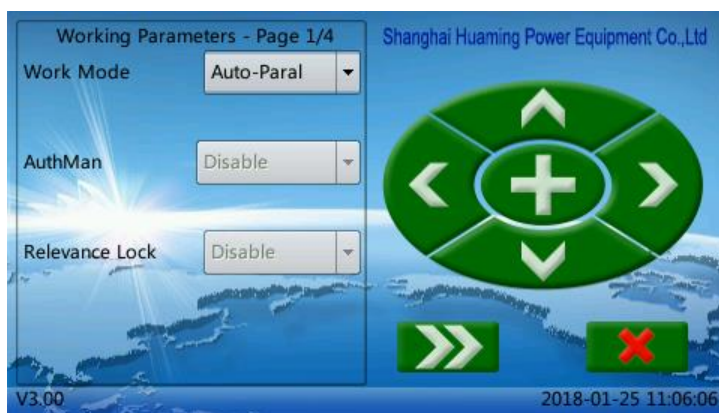 Working Parameters - Page 1/4
Shanghai Huaming Power Equipment Co.,Ltd
Work Mode
Auto-Paral
AuthMan
Disable
Relevance Lock
Disable
V3.00
2018-01-25 11:06:06